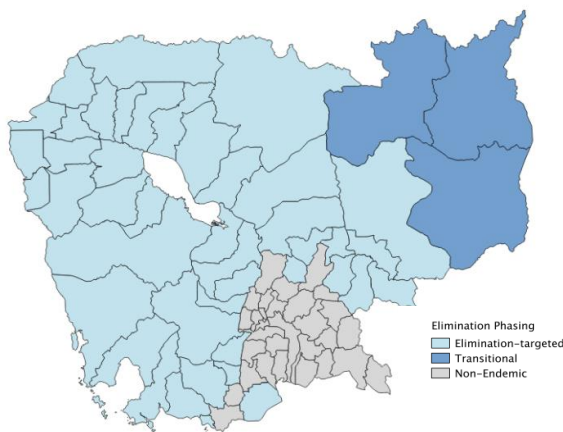 Elimination Phasing
Elimination-targeted
Transitional
Non-Endemic